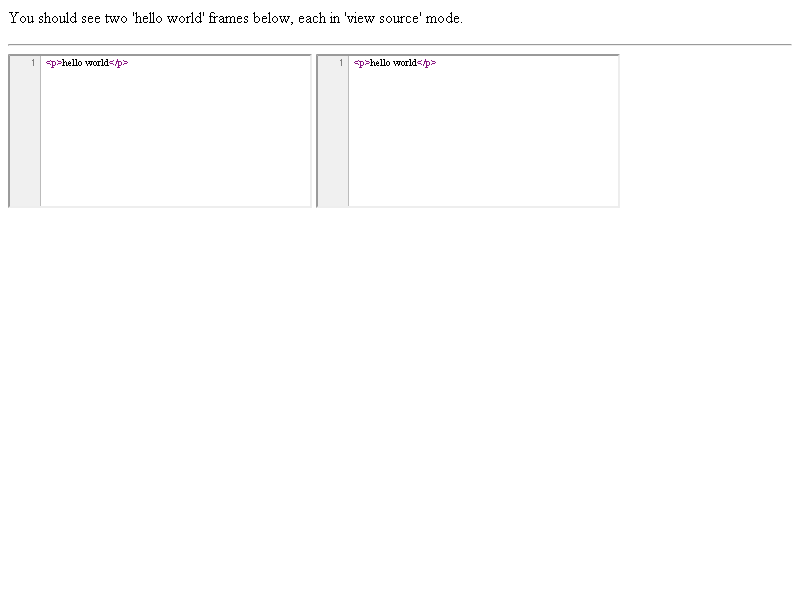 You should see two 'hello world' frames below, each in 'view source' mode.
1 <p>hello world</p>
1 <p>hello world</p>